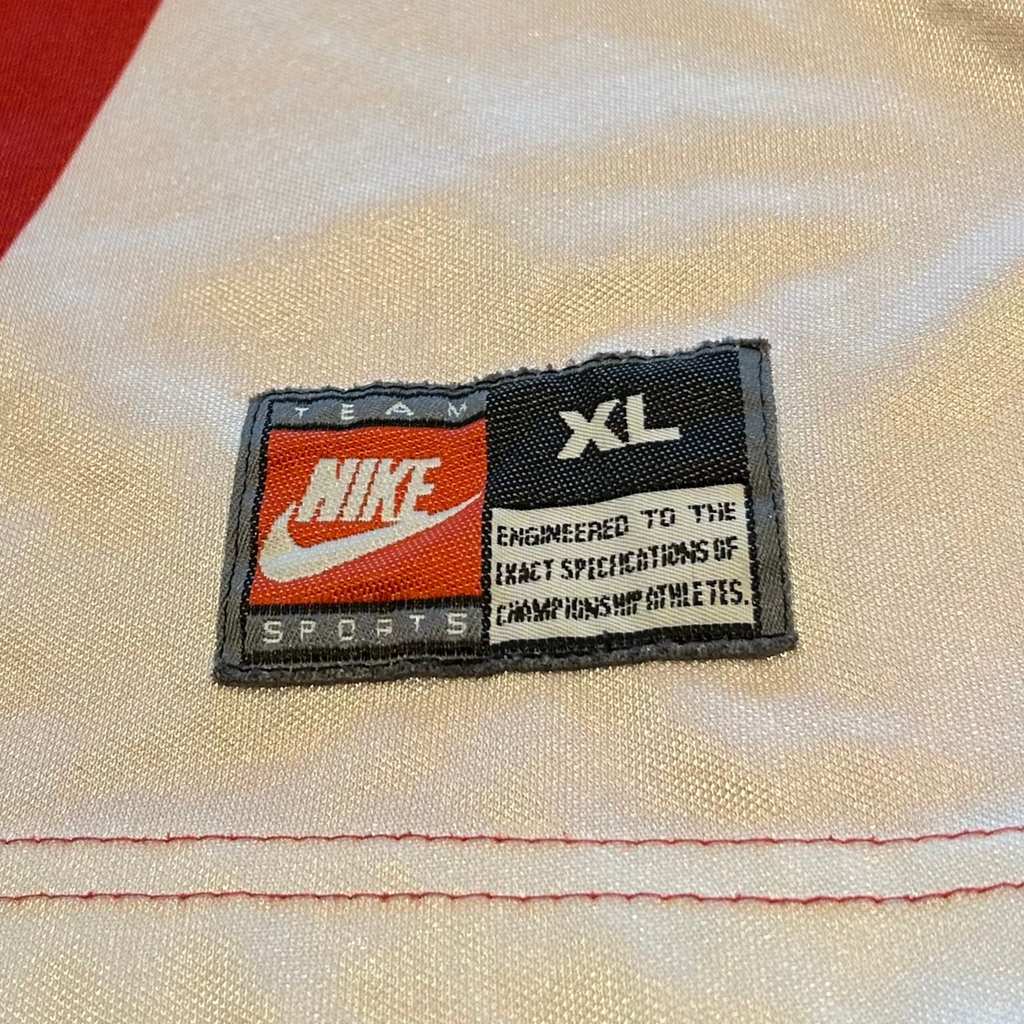 TEAM
NIKE
SPORTS
XL
ENGINEERED TO THE
EXACT SPECIFICATIONS OF
CHAMPIONSHIP ATHLETES.